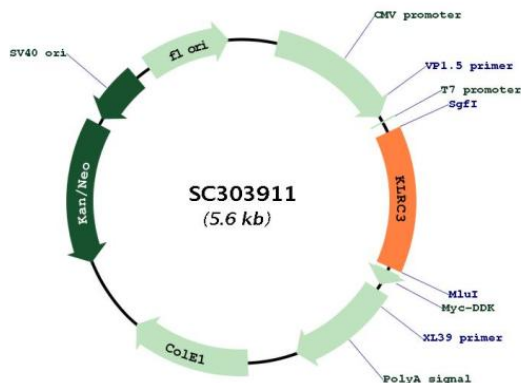 CMV promoter
SV40 ori
f1 ori
VP1.5 primer
T7 promoter
SgfI
Kan/Neo
SC303911
(5.6 kb)
KLRC3
MluI
Myc-DDK
XL39 primer
ColE1
PolyA signal